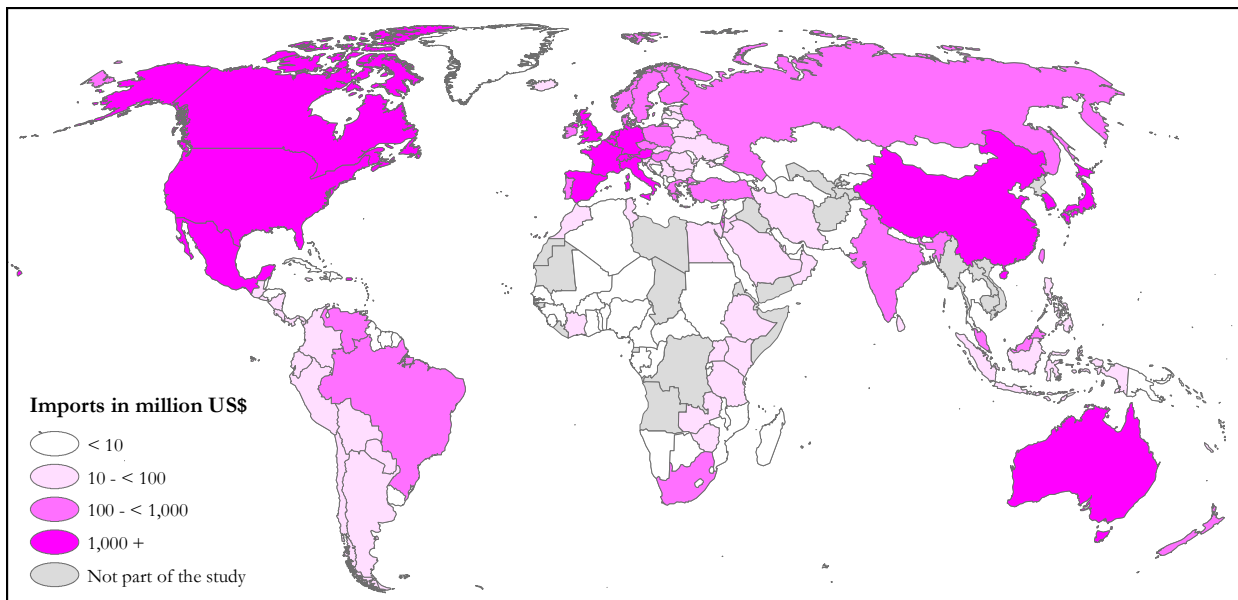 Imports in million US$
< 10
10 - < 100
100 - < 1,000
1,000 +
Not part of the study